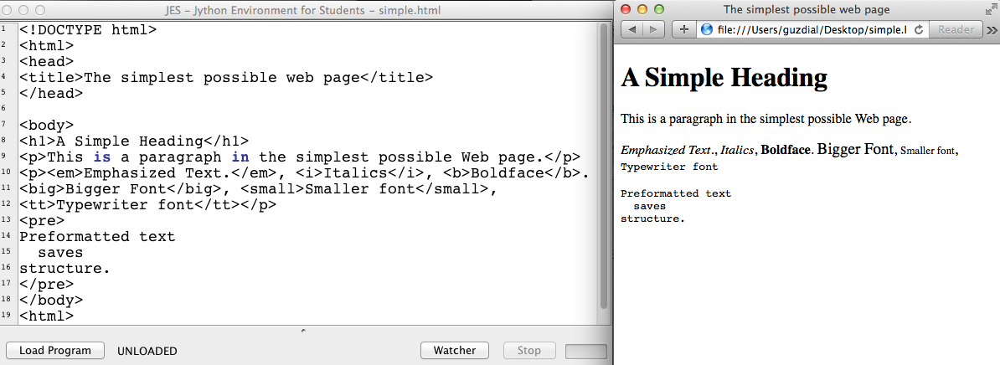 JES – Jython Environment for Students – simple.html
1 <!DOCTYPE html>
2 <html>
3 <head>
4 <title>The simplest possible web page</title>
5 </head>
6
7 <body>
8 <h1>A Simple Heading</h1>
9 <p>This is a paragraph in the simplest possible Web page.</p>
10 <p><em>Emphasized Text.</em>, <i>Italics</i>, <b>Boldface</b>.
11 <big>Bigger Font</big>, <small>Smaller font</small>,
12 <tt>Typewriter font</tt></p>
13 <pre>
14 Preformatted text
15   saves
16 structure.
17 </pre>
18 </body>
19 <html>
Load Program UNLOADED Watcher Stop
The simplest possible web page
file:///Users/guzdial/Desktop/simple.l Reader
A Simple Heading
This is a paragraph in the simplest possible Web page.
Emphasized Text., Italics, Boldface. Bigger Font, Smaller font,
Typewriter font
Preformatted text
  saves
structure.